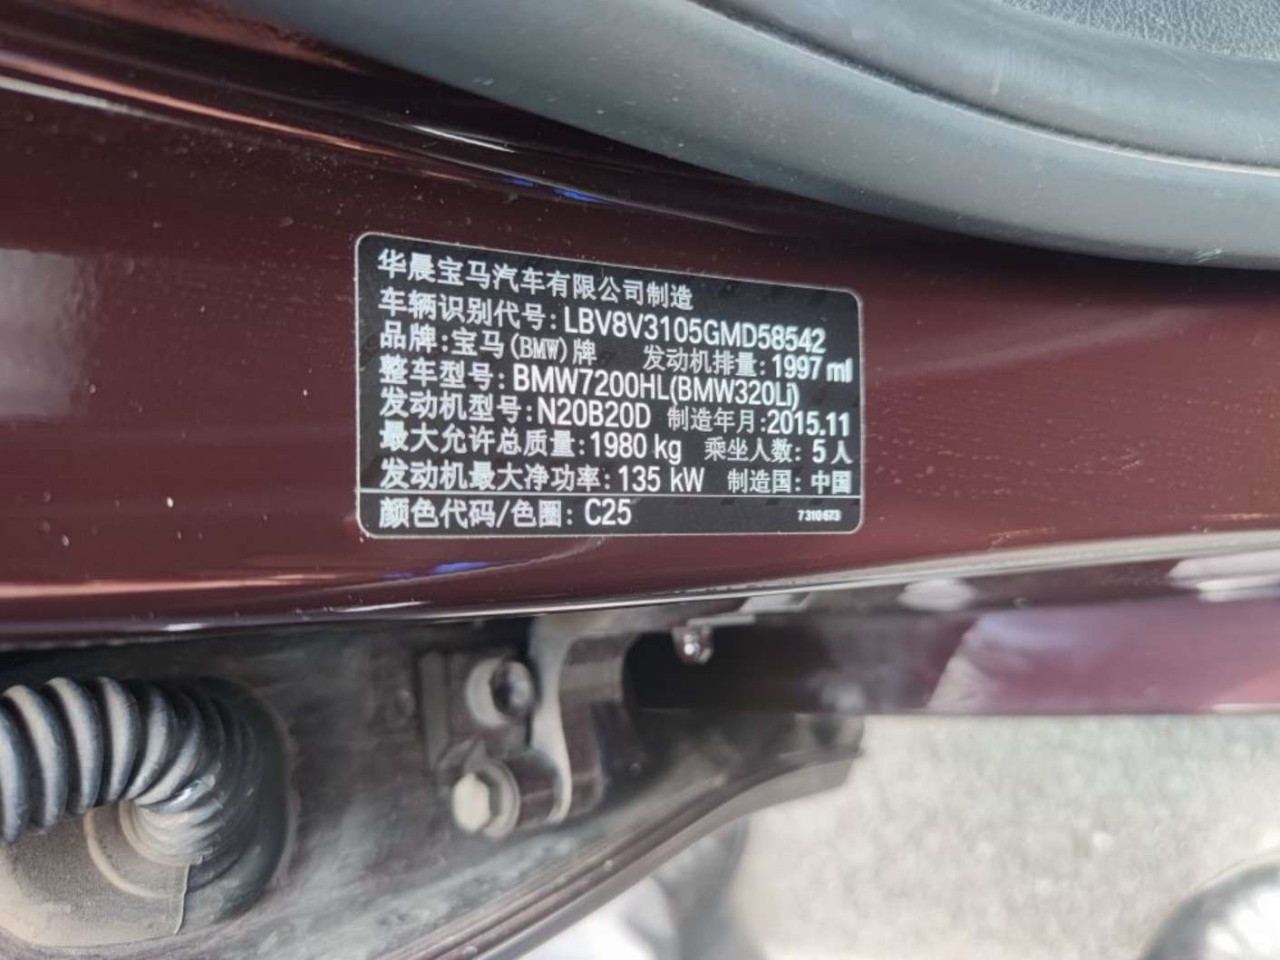 华晨宝马汽车有限公司制造
车辆识别代号:LBV8V3105GMD58542
品牌:宝马(BMW)牌 发动机排量:1997 ml
整车型号:BMW7200HL(BMW320Li)
发动机型号:N20B20D 制造年月:2015.11
最大允许总质量:1980 kg 乘坐人数:5人
发动机最大净功率:135 kW 制造国:中国
颜色代码/色圈:C25 7310673